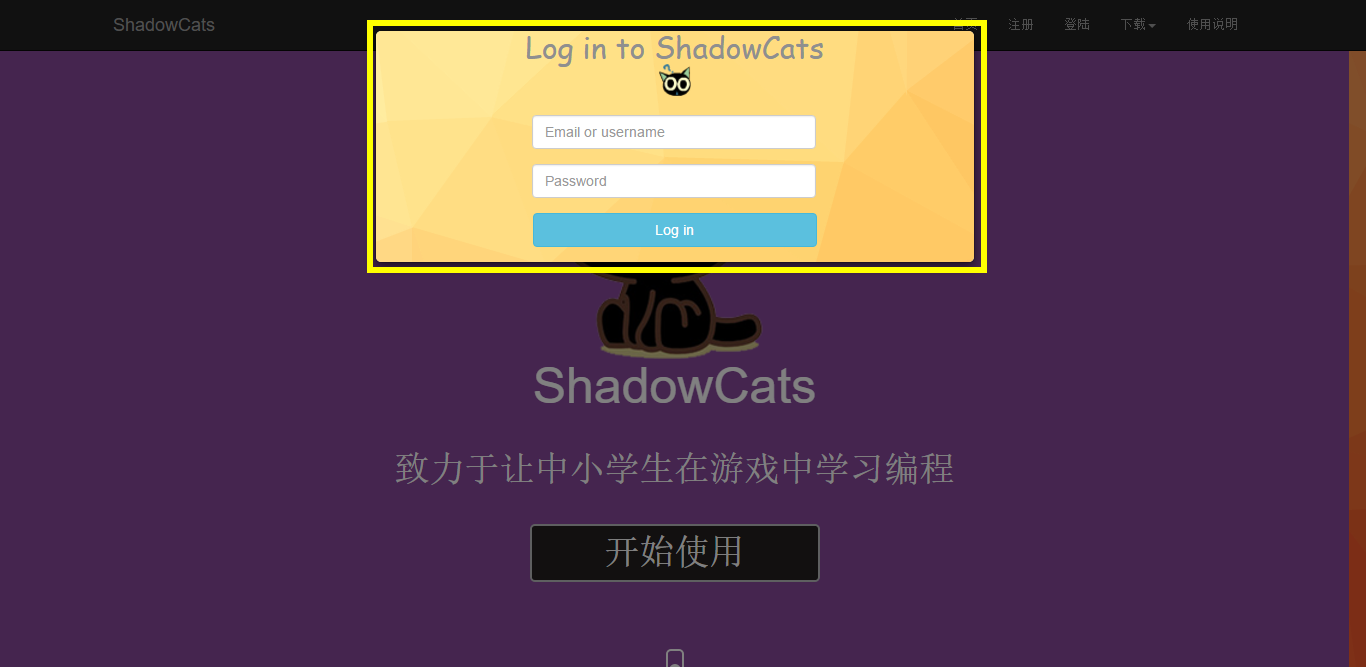 ShadowCats
首页
注册
登陆
下载
使用说明
Log in to ShadowCats
Email or username
Password
Log in
ShadowCats
致力于让中小学生在游戏中学习编程
开始使用